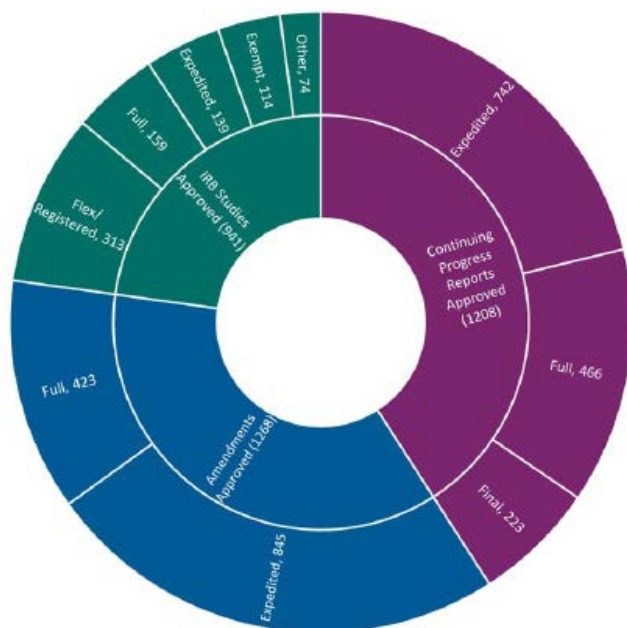 Expedited, 742
Full, 466
Final, 223
Continuing
Progress
Reports
Approved
(1208)
Expedited, 845
Full, 423
Amendments
Approved (1268)
Flex/
Registered, 313
Full, 159
Expedited, 139
Exempt, 114
Other, 74
IRB Studies
Approved (941)